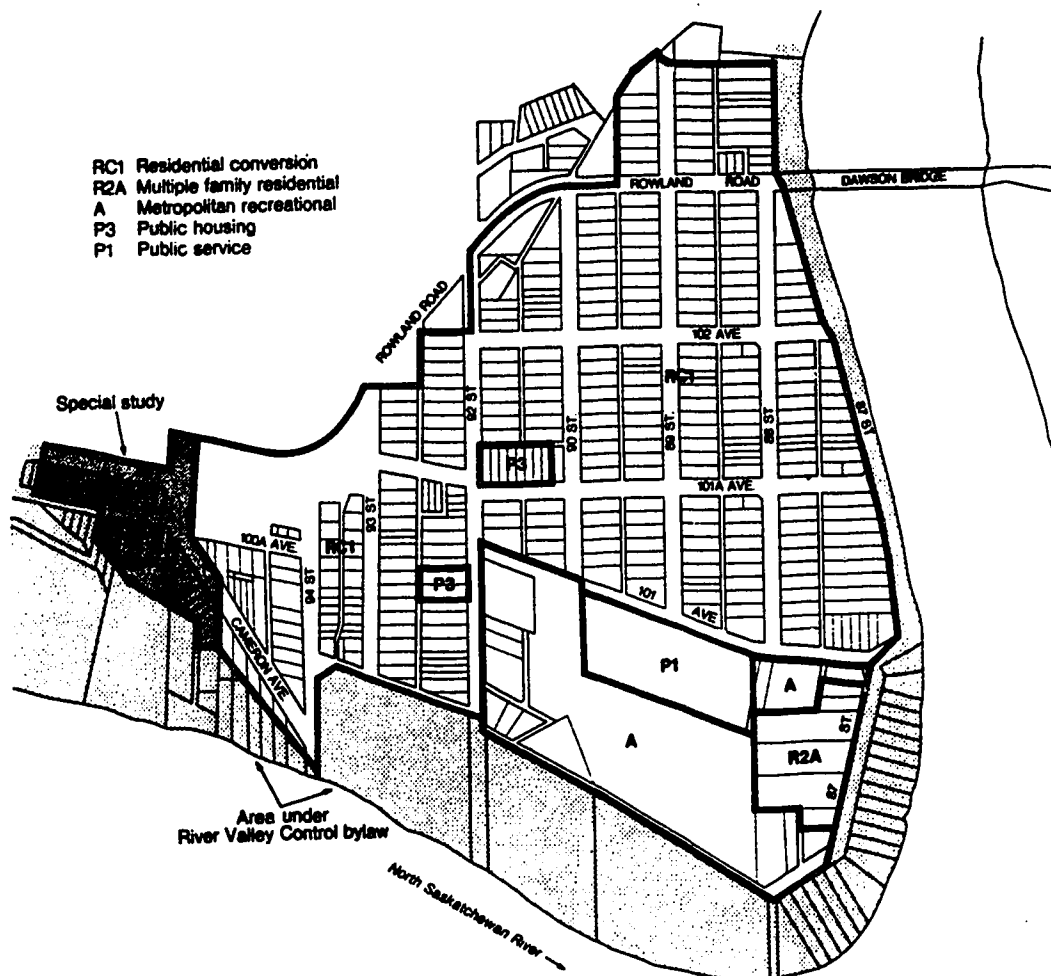 RC1 Residential conversion
R2A Multiple family residential
A Metropolitan recreational
P3 Public housing
P1 Public service
ROWLAND ROAD
DAWSON BRIDGE
ROWLAND ROAD
102 AVE
RC1
Special study
92 ST
90 ST.
89 ST.
88 ST
87 ST
P3
101A AVE
93 ST
100A AVE
RC1
94 ST
P3
101 AVE
CAMERON AVE
P1
A
A
R2A
87 ST.
Area under
River Valley Control bylaw
North Saskatchewan River